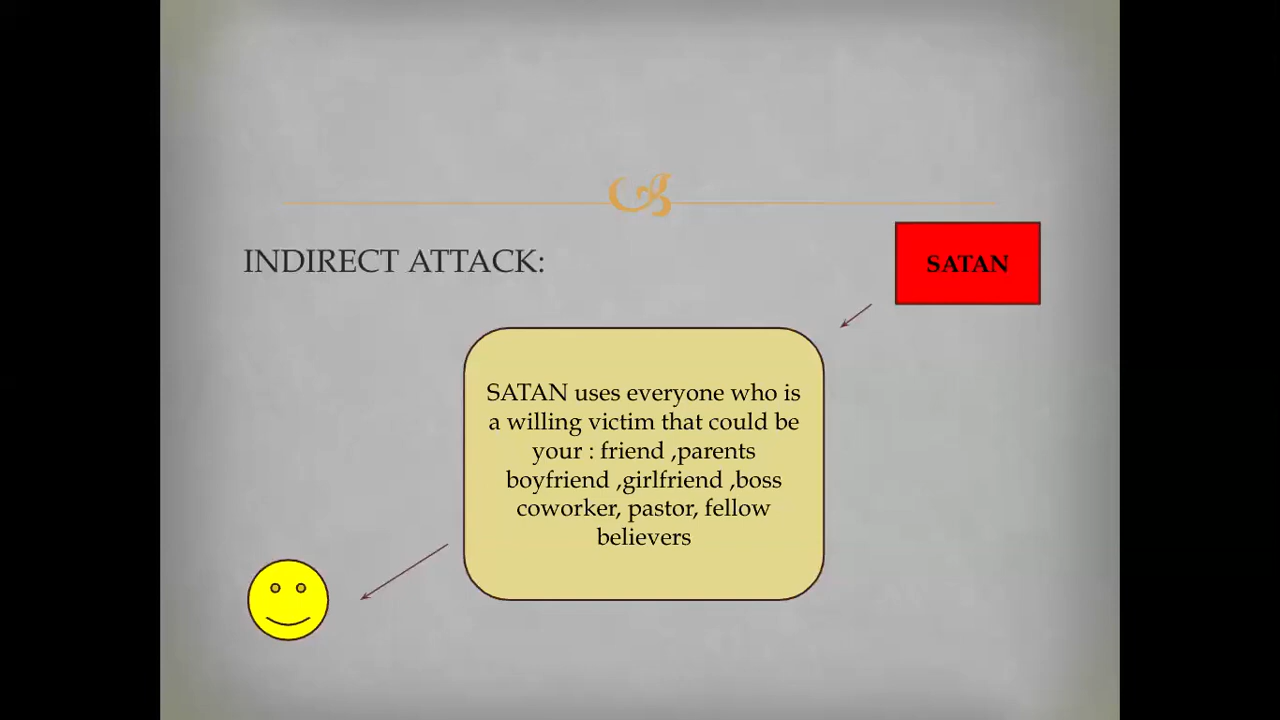 INDIRECT ATTACK:
SATAN
SATAN uses everyone who is
a willing victim that could be
your : friend ,parents
boyfriend ,girlfriend ,boss
coworker, pastor, fellow
believers